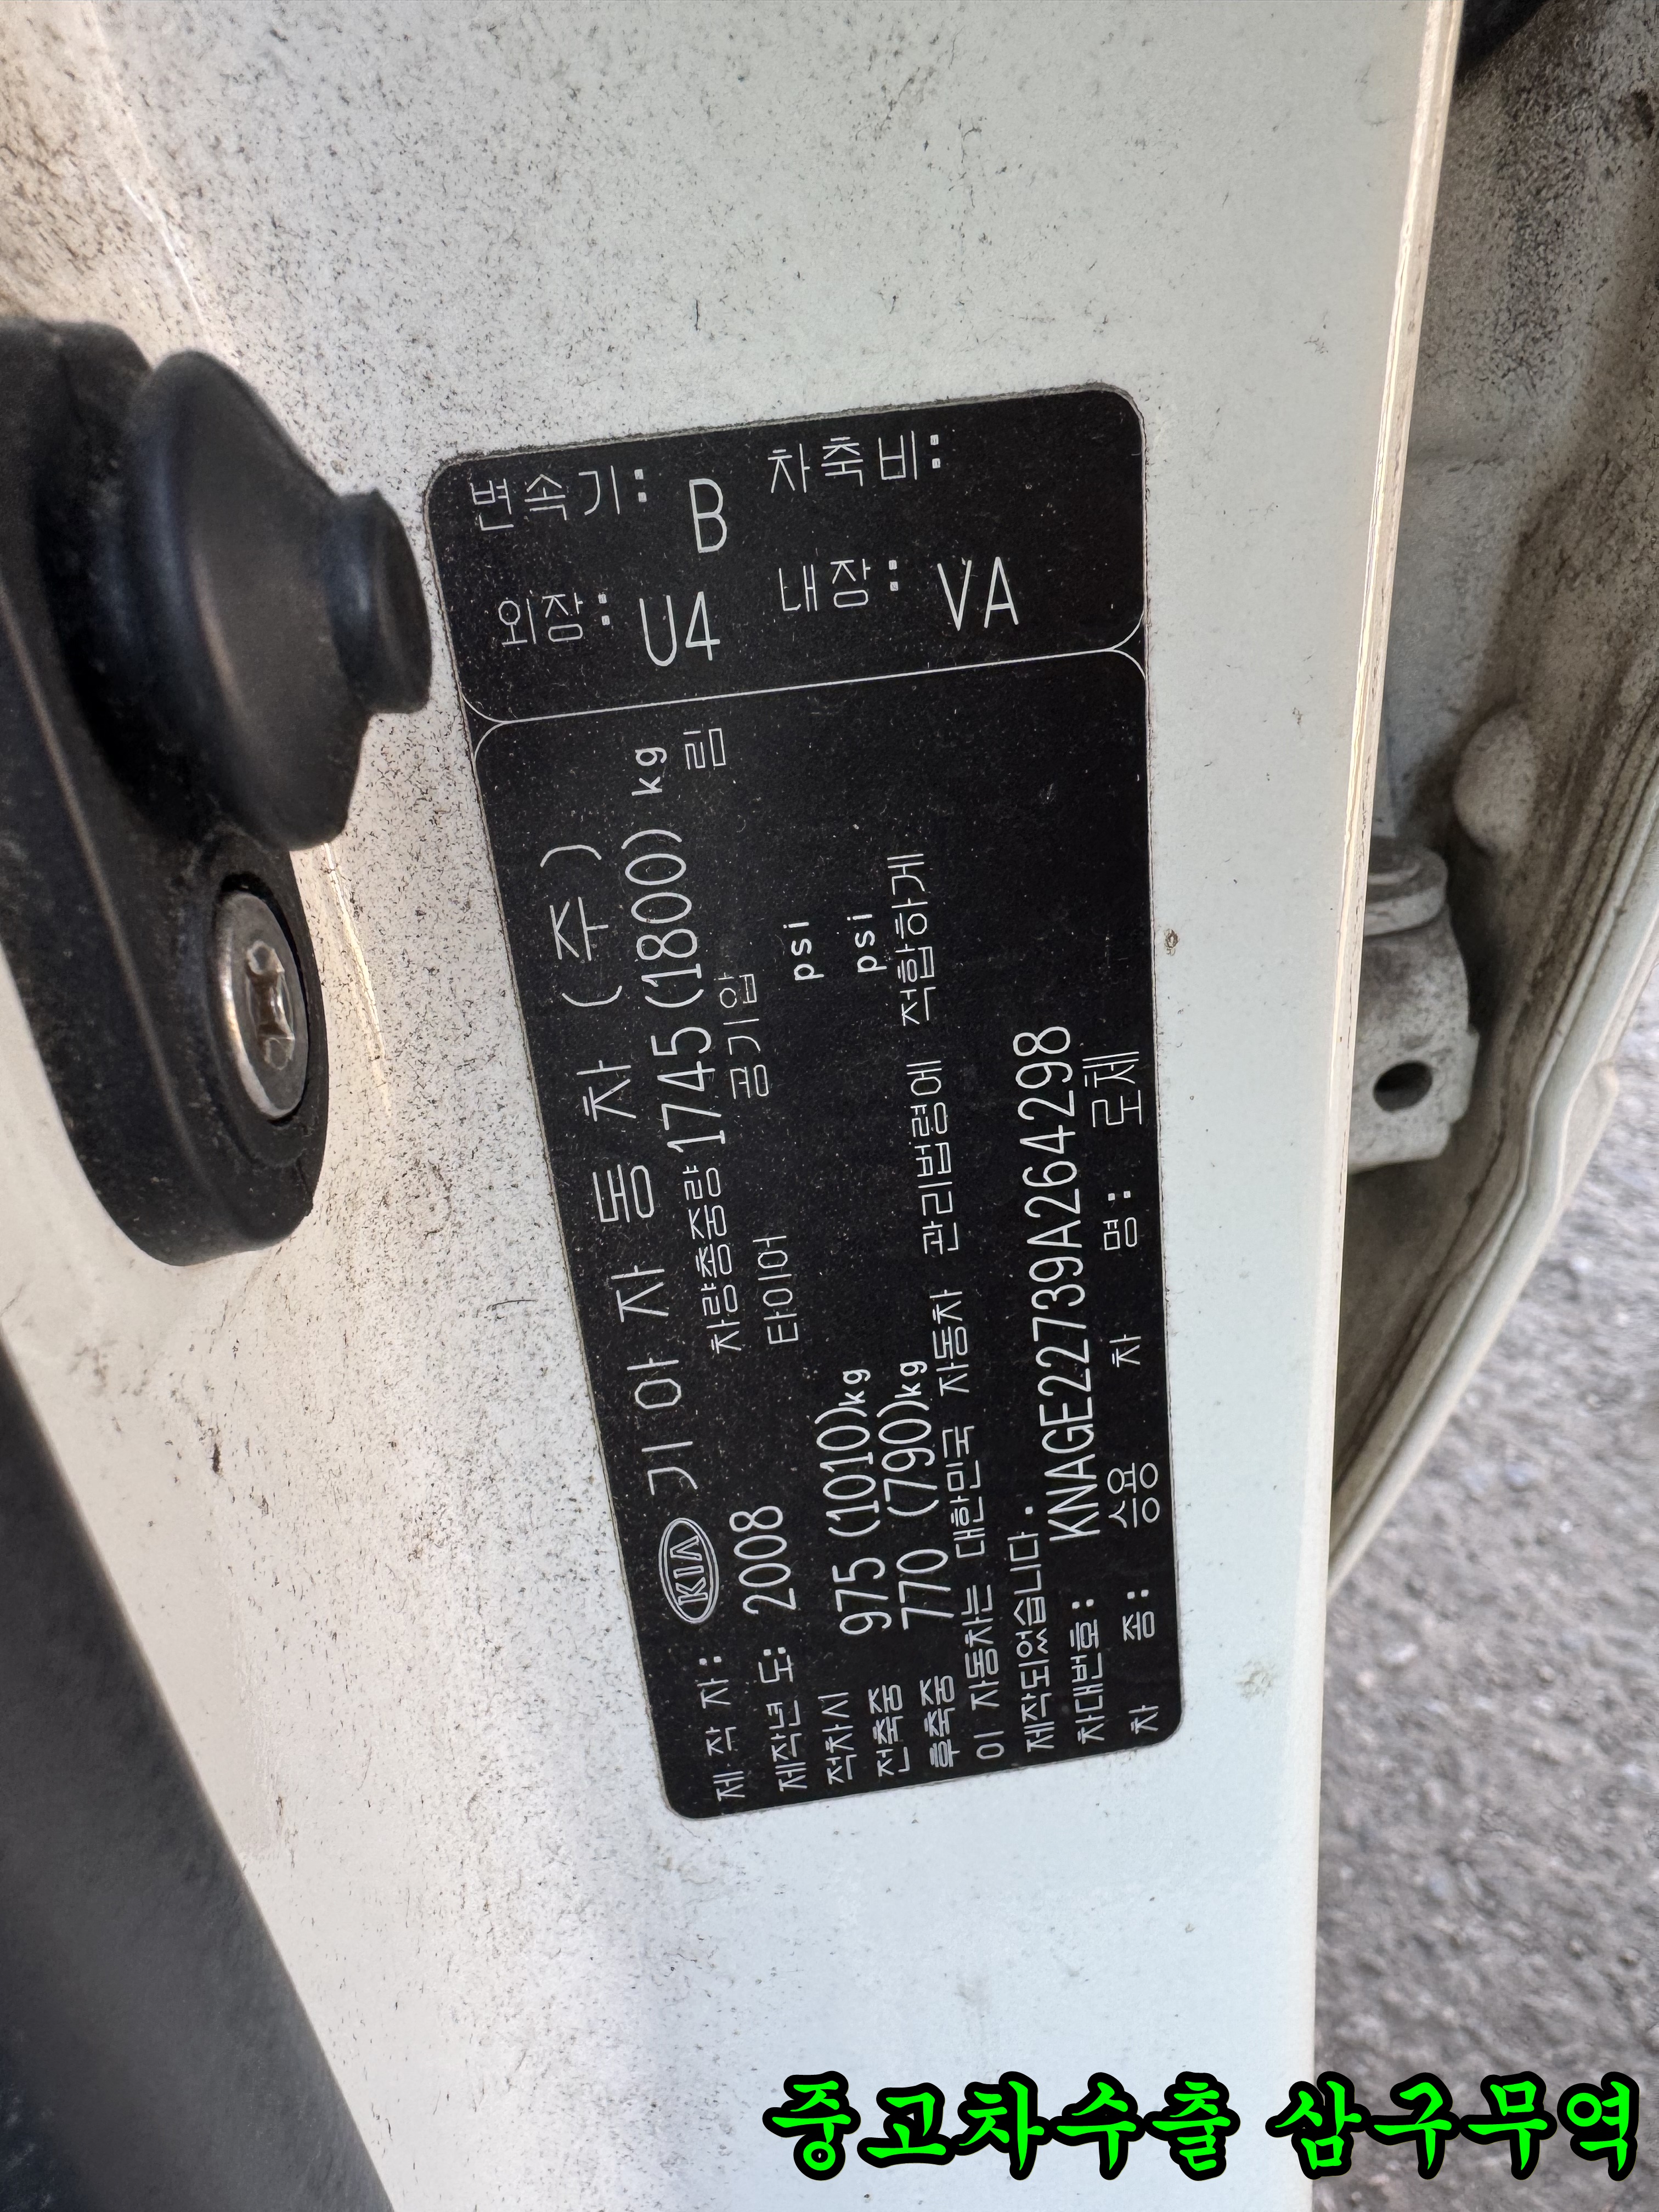 제 작 자: KIA 기 아 자 동 차 (주)
제작년 도: 2008 차량총중량 1745(1800) kg
적차시 타이어 공기압 림
전축중 975(1010)kg psi
후축중 770 (790)kg psi
이 자동차는 대한민국 자동차 관리법령에 적합하게
제작되었습니다.
차대번호: KNAGE22739A264298
차 종: 승용 차 명: 로체
외장: U4 변속기: B
내장: VA 차축비:
중고차수출 삼구무역